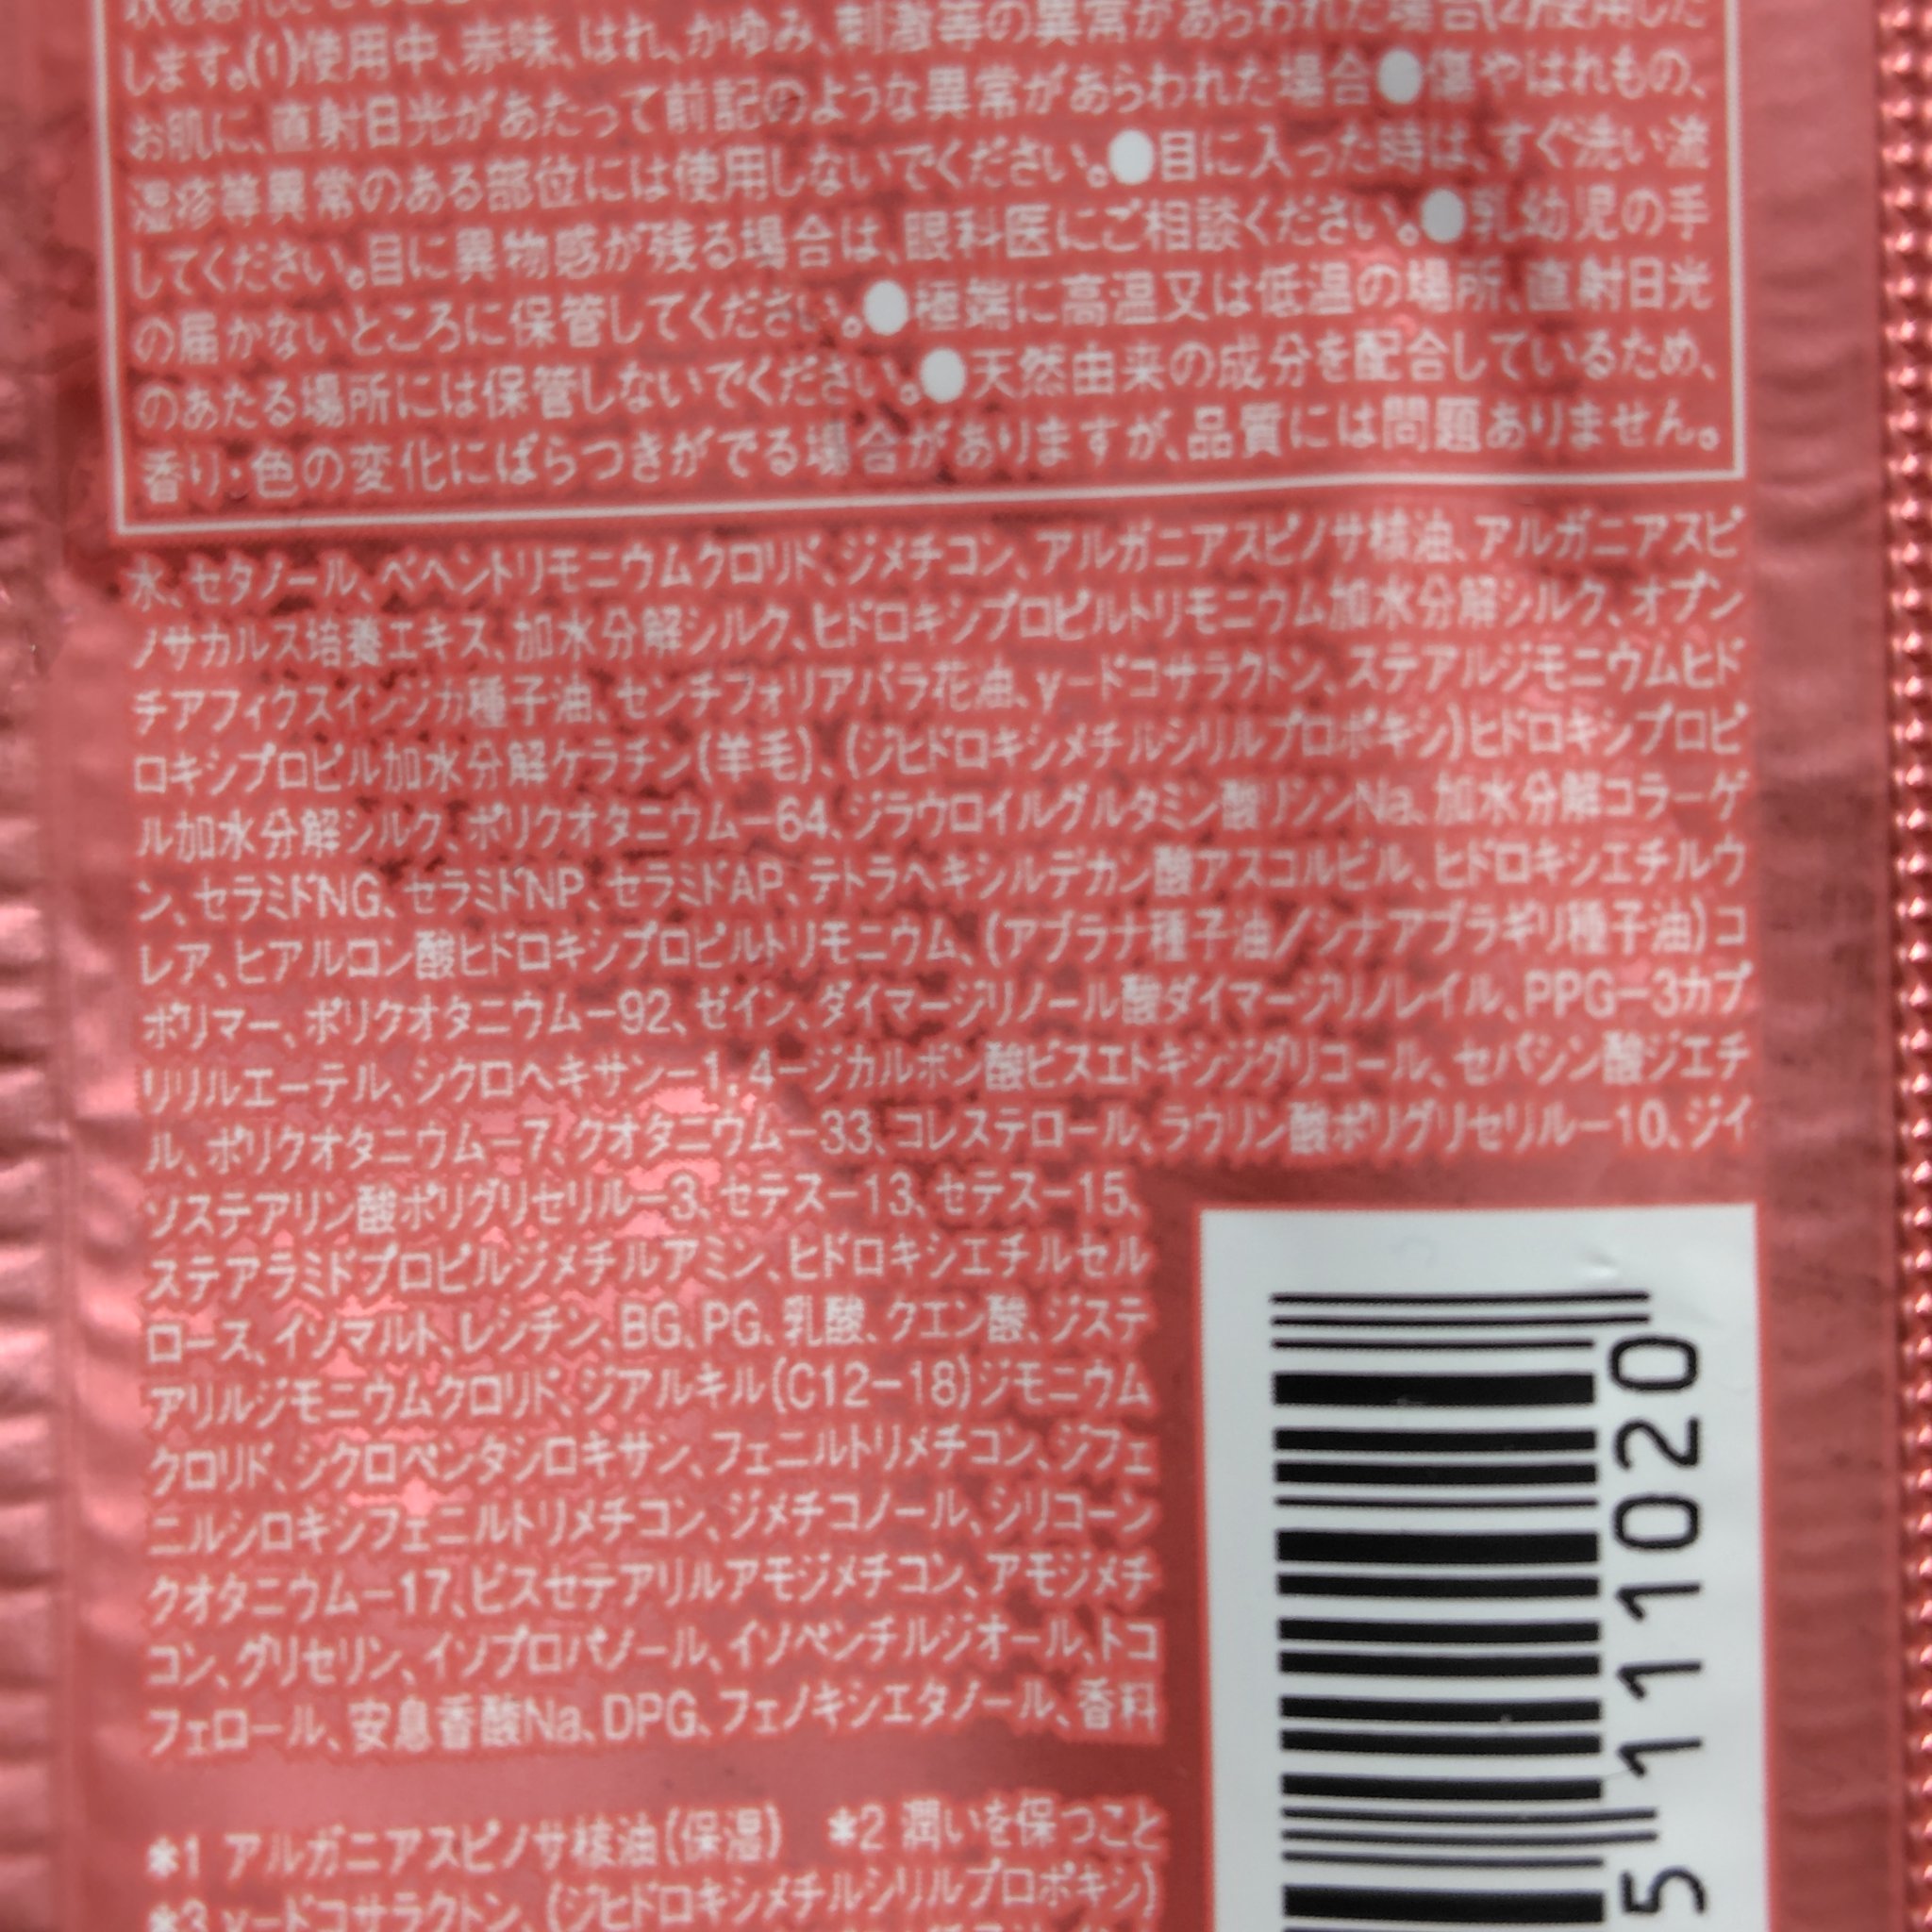 します。(1)使用中、赤味、はれ、かゆみ、刺激等の異常があらわれた場合(2)使用した
お肌に、直射日光があたって前記のような異常があらわれた場合●傷やはれもの、
湿疹等異常のある部位には使用しないでください。●目に入った時は、すぐ洗い流
してください。目に異物感が残る場合は、眼科医にご相談ください。●乳幼児の手
の届かないところに保管してください。●極端に高温又は低温の場所、直射日光
のあたる場所には保管しないでください。●天然由来の成分を配合しているため、
香り・色の変化にばらつきがでる場合がありますが、品質には問題ありません。
水、セタノール、ベヘントリモニウムクロリド、ジメチコン、アルガニアスピノサ核油、アルガニアスピ
ノサカルス培養エキス、加水分解シルク、ヒドロキシプロピルトリモニウム加水分解シルク、オプン
チアフィクスインジカ種子油、センチフォリアバラ花油、γ-ドコサラクトン、ステアルジモニウムヒド
ロキシプロピル加水分解ケラチン(羊毛)、(ジヒドロキシメチルシリルプロポキシ)ヒドロキシプロピ
ル加水分解シルク、ポリクオタニウム-64、ジラウロイルグルタミン酸リシンNa、加水分解コラーゲ
ン、セラミドNG、セラミドNP、セラミドAP、テトラヘキシルデカン酸アスコルビル、ヒドロキシエチルウ
レア、ヒアルロン酸ヒドロキシプロピルトリモニウム、(アブラナ種子油/シナアブラギリ種子油)コ
ポリマー、ポリクオタニウム-92、ゼイン、ダイマージリノール酸ダイマージリノレイル、PPG-3カプ
リリルエーテル、シクロヘキサン-1,4-ジカルボン酸ビスエトキシジグリコール、セバシン酸ジエチ
ル、ポリクオタニウム-7、クオタニウム-33、コレステロール、ラウリン酸ポリグリセリル-10、ジイ
ソステアリン酸ポリグリセリル-3、セテス-13、セテス-15、
ステアラミドプロピルジメチルアミン、ヒドロキシエチルセル
ロース、イソマルト、レシチン、BG、PG、乳酸、クエン酸、ジステ
アリルジモニウムクロリド、ジアルキル(C12-18)ジモニウム
クロリド、シクロペンタシロキサン、フェニルトリメチコン、ジフェ
ニルシロキシフェニルトリメチコン、ジメチコノール、シリコーン
クオタニウム-17、ビスセテアリルアモジメチコン、アモジメチ
コン、グリセリン、イソプロパノール、イソペンチルジオール、トコ
フェロール、安息香酸Na、DPG、フェノキシエタノール、香料
*1 アルガニアスピノサ核油(保湿) *2 潤いを保つこと
*3 γ-ドコサラクトン、(ジヒドロキシメチルシリルプロポキシ)
5111020